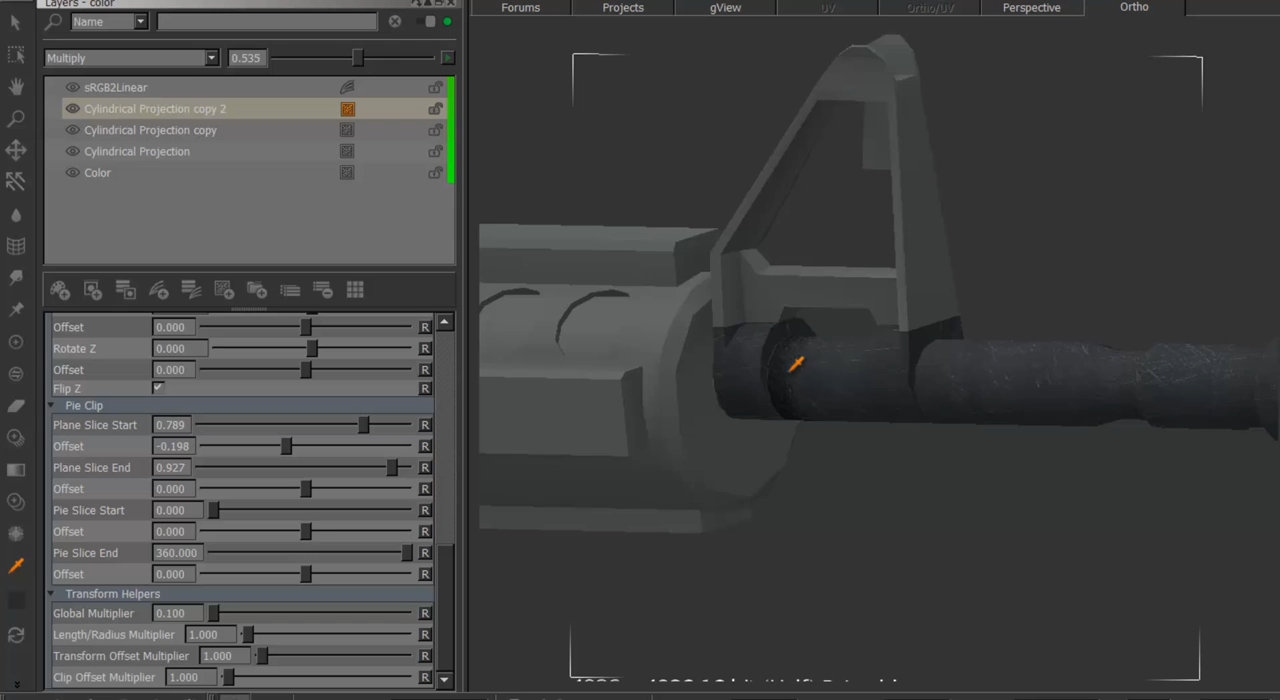 Layers - color
Forums Projects gView UV Ortho/UV Perspective Ortho
Name
Multiply 0.535
sRGB2Linear
Cylindrical Projection copy 2
Cylindrical Projection copy
Cylindrical Projection
Color
Offset 0.000 R
Rotate Z 0.000 R
Offset 0.000 R
Flip Z R
Pie Clip
Plane Slice Start 0.789 R
Offset -0.198 R
Plane Slice End 0.927 R
Offset 0.000 R
Pie Slice Start 0.000 R
Offset 0.000 R
Pie Slice End 360.000 R
Offset 0.000 R
Transform Helpers
Global Multiplier 0.100 R
Length/Radius Multiplier 1.000 R
Transform Offset Multiplier 1.000 R
Clip Offset Multiplier 1.000 R